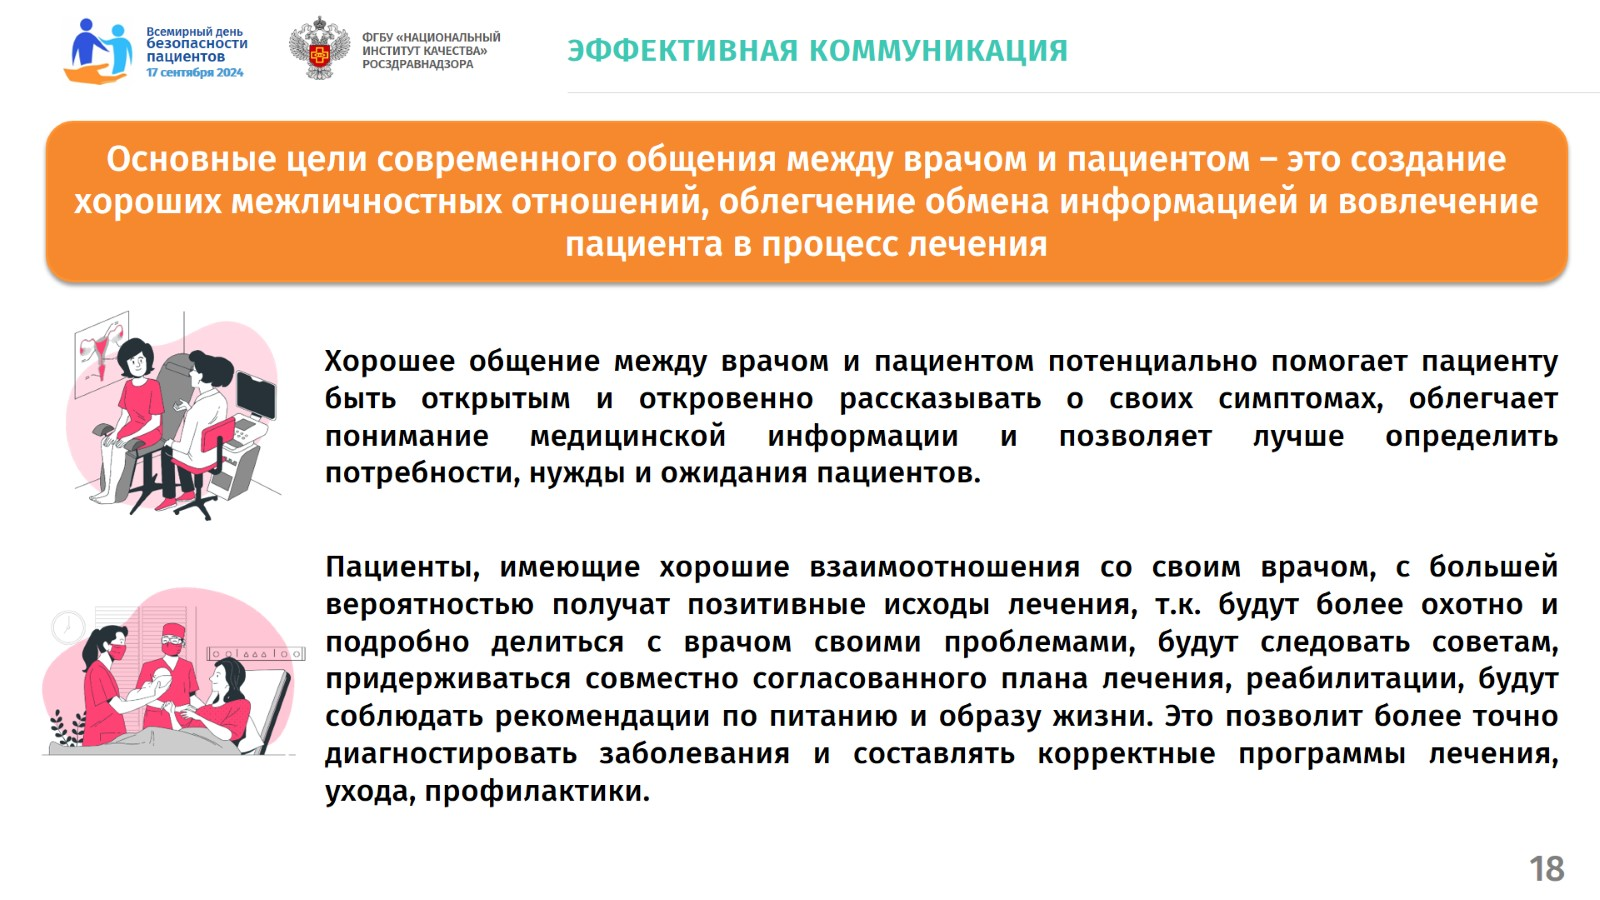 Всемирный день
безопасности
пациентов
17 сентября 2024
ФГБУ «НАЦИОНАЛЬНЫЙ
ИНСТИТУТ КАЧЕСТВА»
РОСЗДРАВНАДЗОРА
ЭФФЕКТИВНАЯ КОММУНИКАЦИЯ
Основные цели современного общения между врачом и пациентом – это создание
хороших межличностных отношений, облегчение обмена информацией и вовлечение
пациента в процесс лечения
Хорошее общение между врачом и пациентом потенциально помогает пациенту
быть открытым и откровенно рассказывать о своих симптомах, облегчает
понимание медицинской информации и позволяет лучше определить
потребности, нужды и ожидания пациентов.
Пациенты, имеющие хорошие взаимоотношения со своим врачом, с большей
вероятностью получат позитивные исходы лечения, т.к. будут более охотно и
подробно делиться с врачом своими проблемами, будут следовать советам,
придерживаться совместно согласованного плана лечения, реабилитации, будут
соблюдать рекомендации по питанию и образу жизни. Это позволит более точно
диагностировать заболевания и составлять корректные программы лечения,
ухода, профилактики.
18